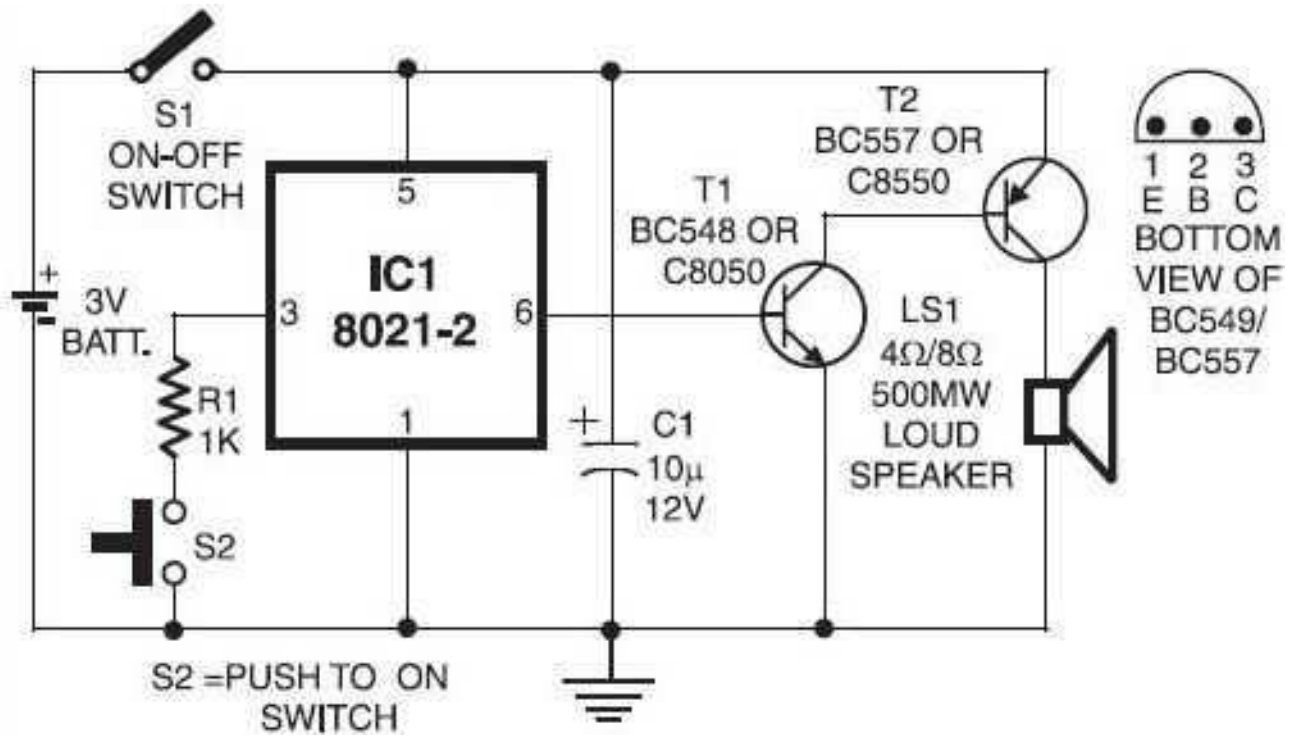 S1
ON-OFF
SWITCH
T2
BC557 OR
C8550
1 2 3
E B C
BOTTOM
VIEW OF
BC549/
BC557
T1
BC548 OR
C8050
5
IC1
8021-2
3
6
1
+
3V
BATT.
R1
1K
LS1
4Ω/8Ω
500MW
LOUD
SPEAKER
+
C1
10μ
12V
S2
S2 =PUSH TO ON
SWITCH